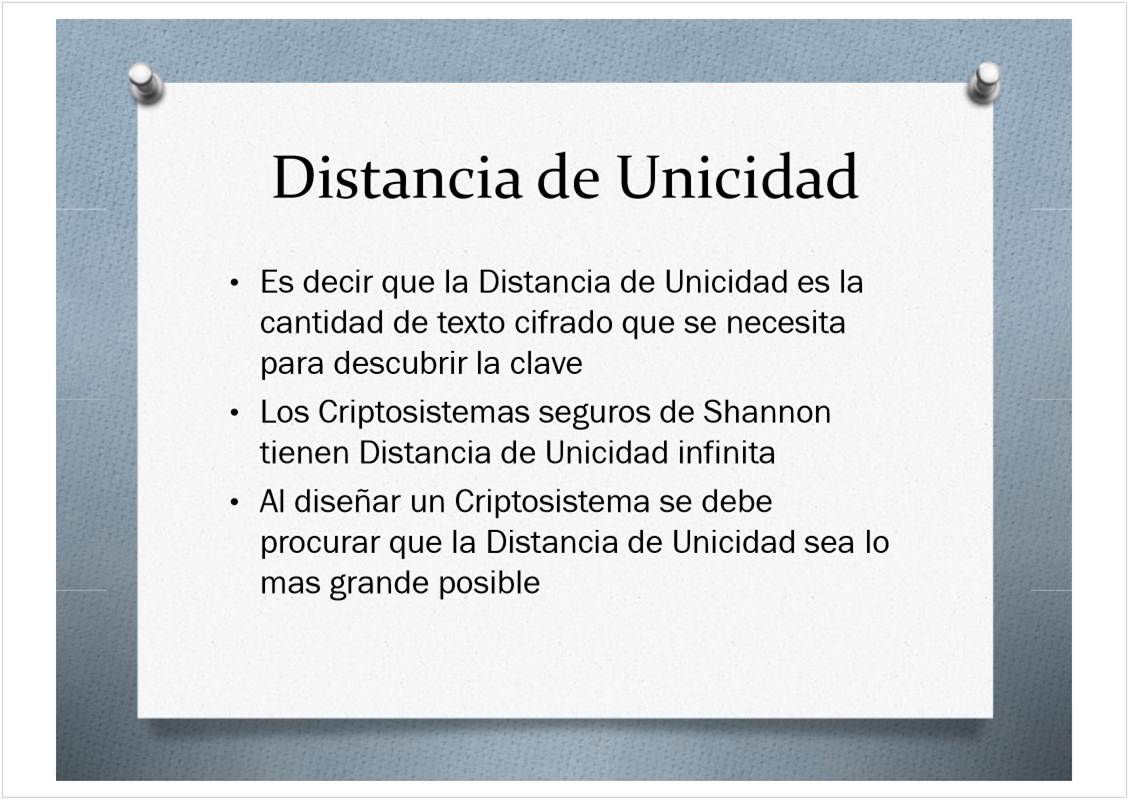 Distancia de Unicidad
• Es decir que la Distancia de Unicidad es la
cantidad de texto cifrado que se necesita
para descubrir la clave
• Los Criptosistemas seguros de Shannon
tienen Distancia de Unicidad infinita
• Al diseñar un Criptosistema se debe
procurar que la Distancia de Unicidad sea lo
mas grande posible